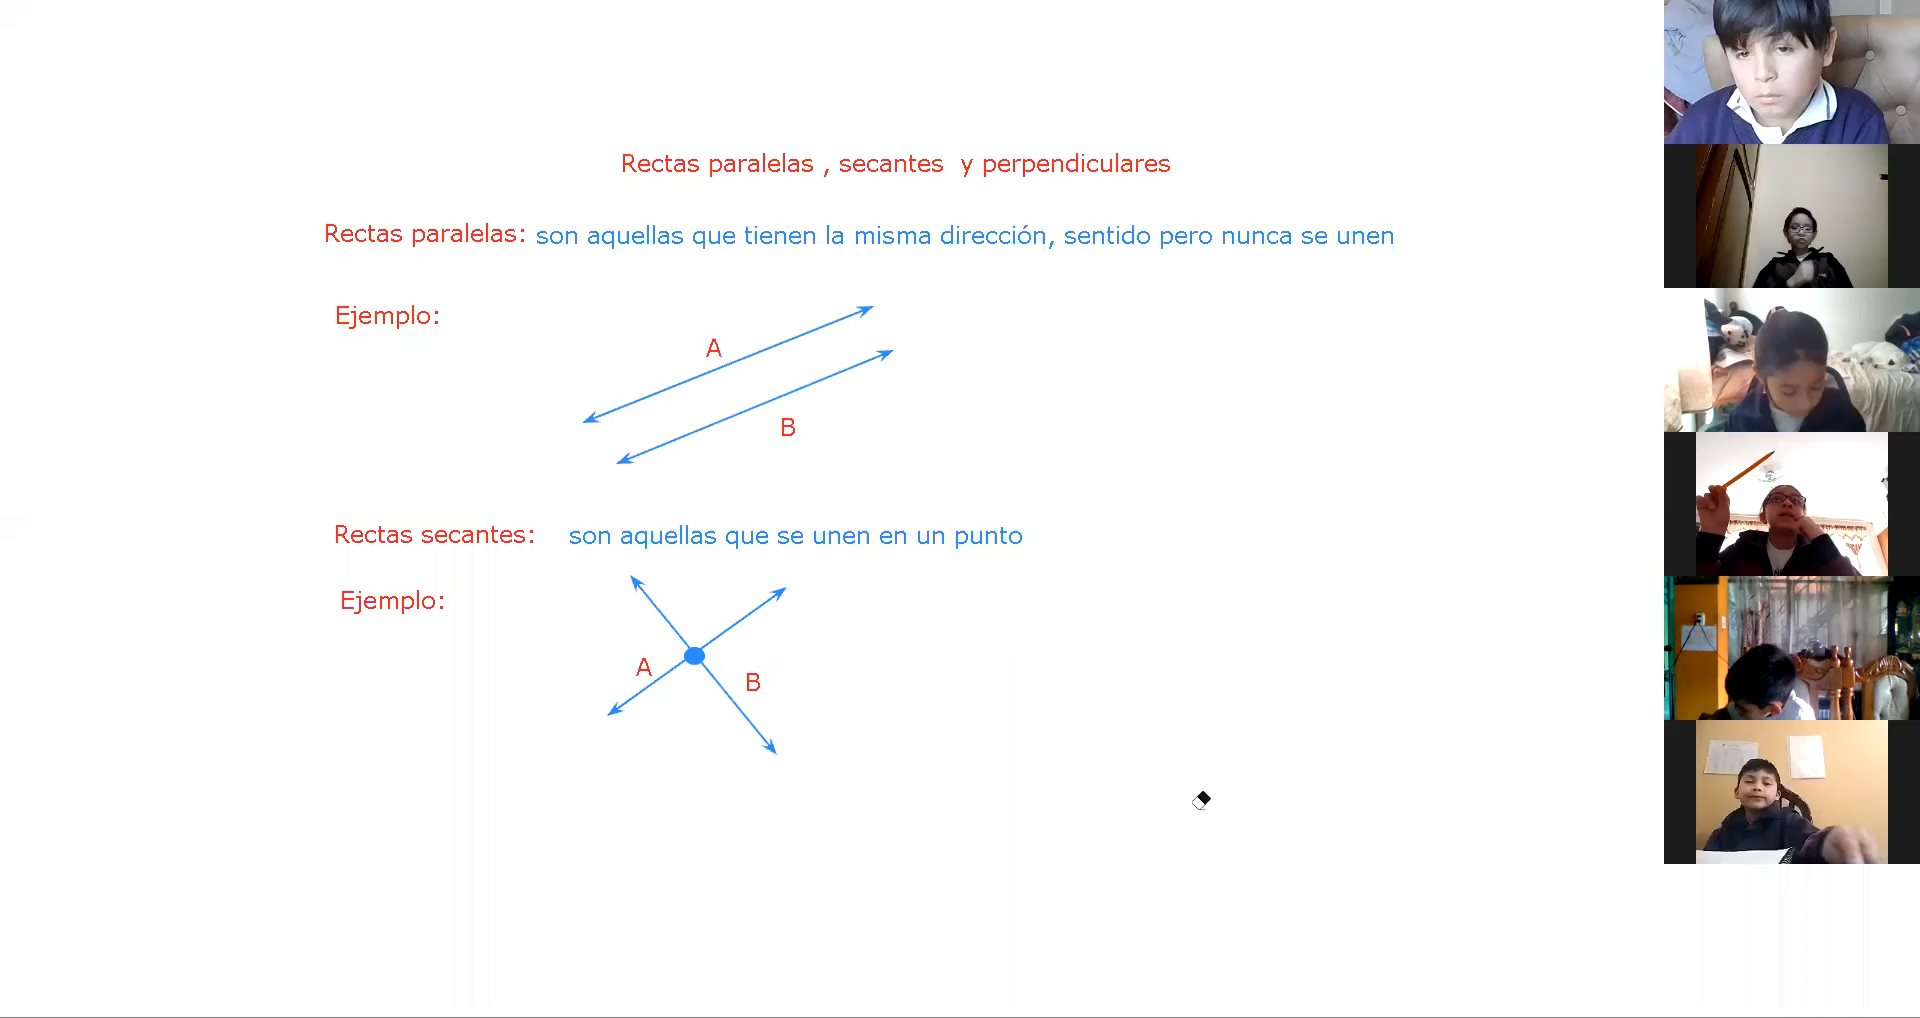 Rectas paralelas , secantes y perpendiculares
Rectas paralelas: son aquellas que tienen la misma dirección, sentido pero nunca se unen
Ejemplo:
A
B
Rectas secantes: son aquellas que se unen en un punto
Ejemplo:
A
B